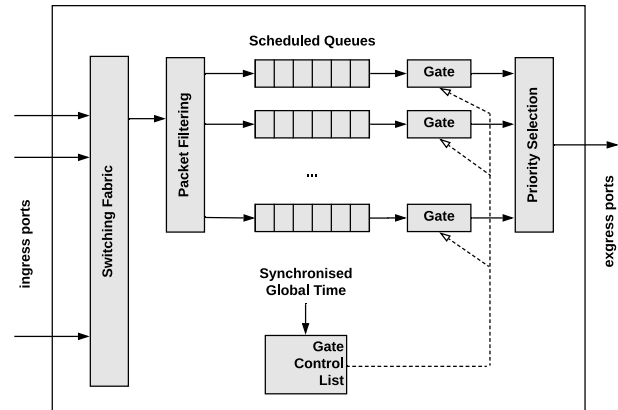 Scheduled Queues
Gate
Gate
...
Gate
ingress ports
Switching Fabric
Packet Filtering
Priority Selection
exgress ports
Synchronised
Global Time
Gate
Control
List